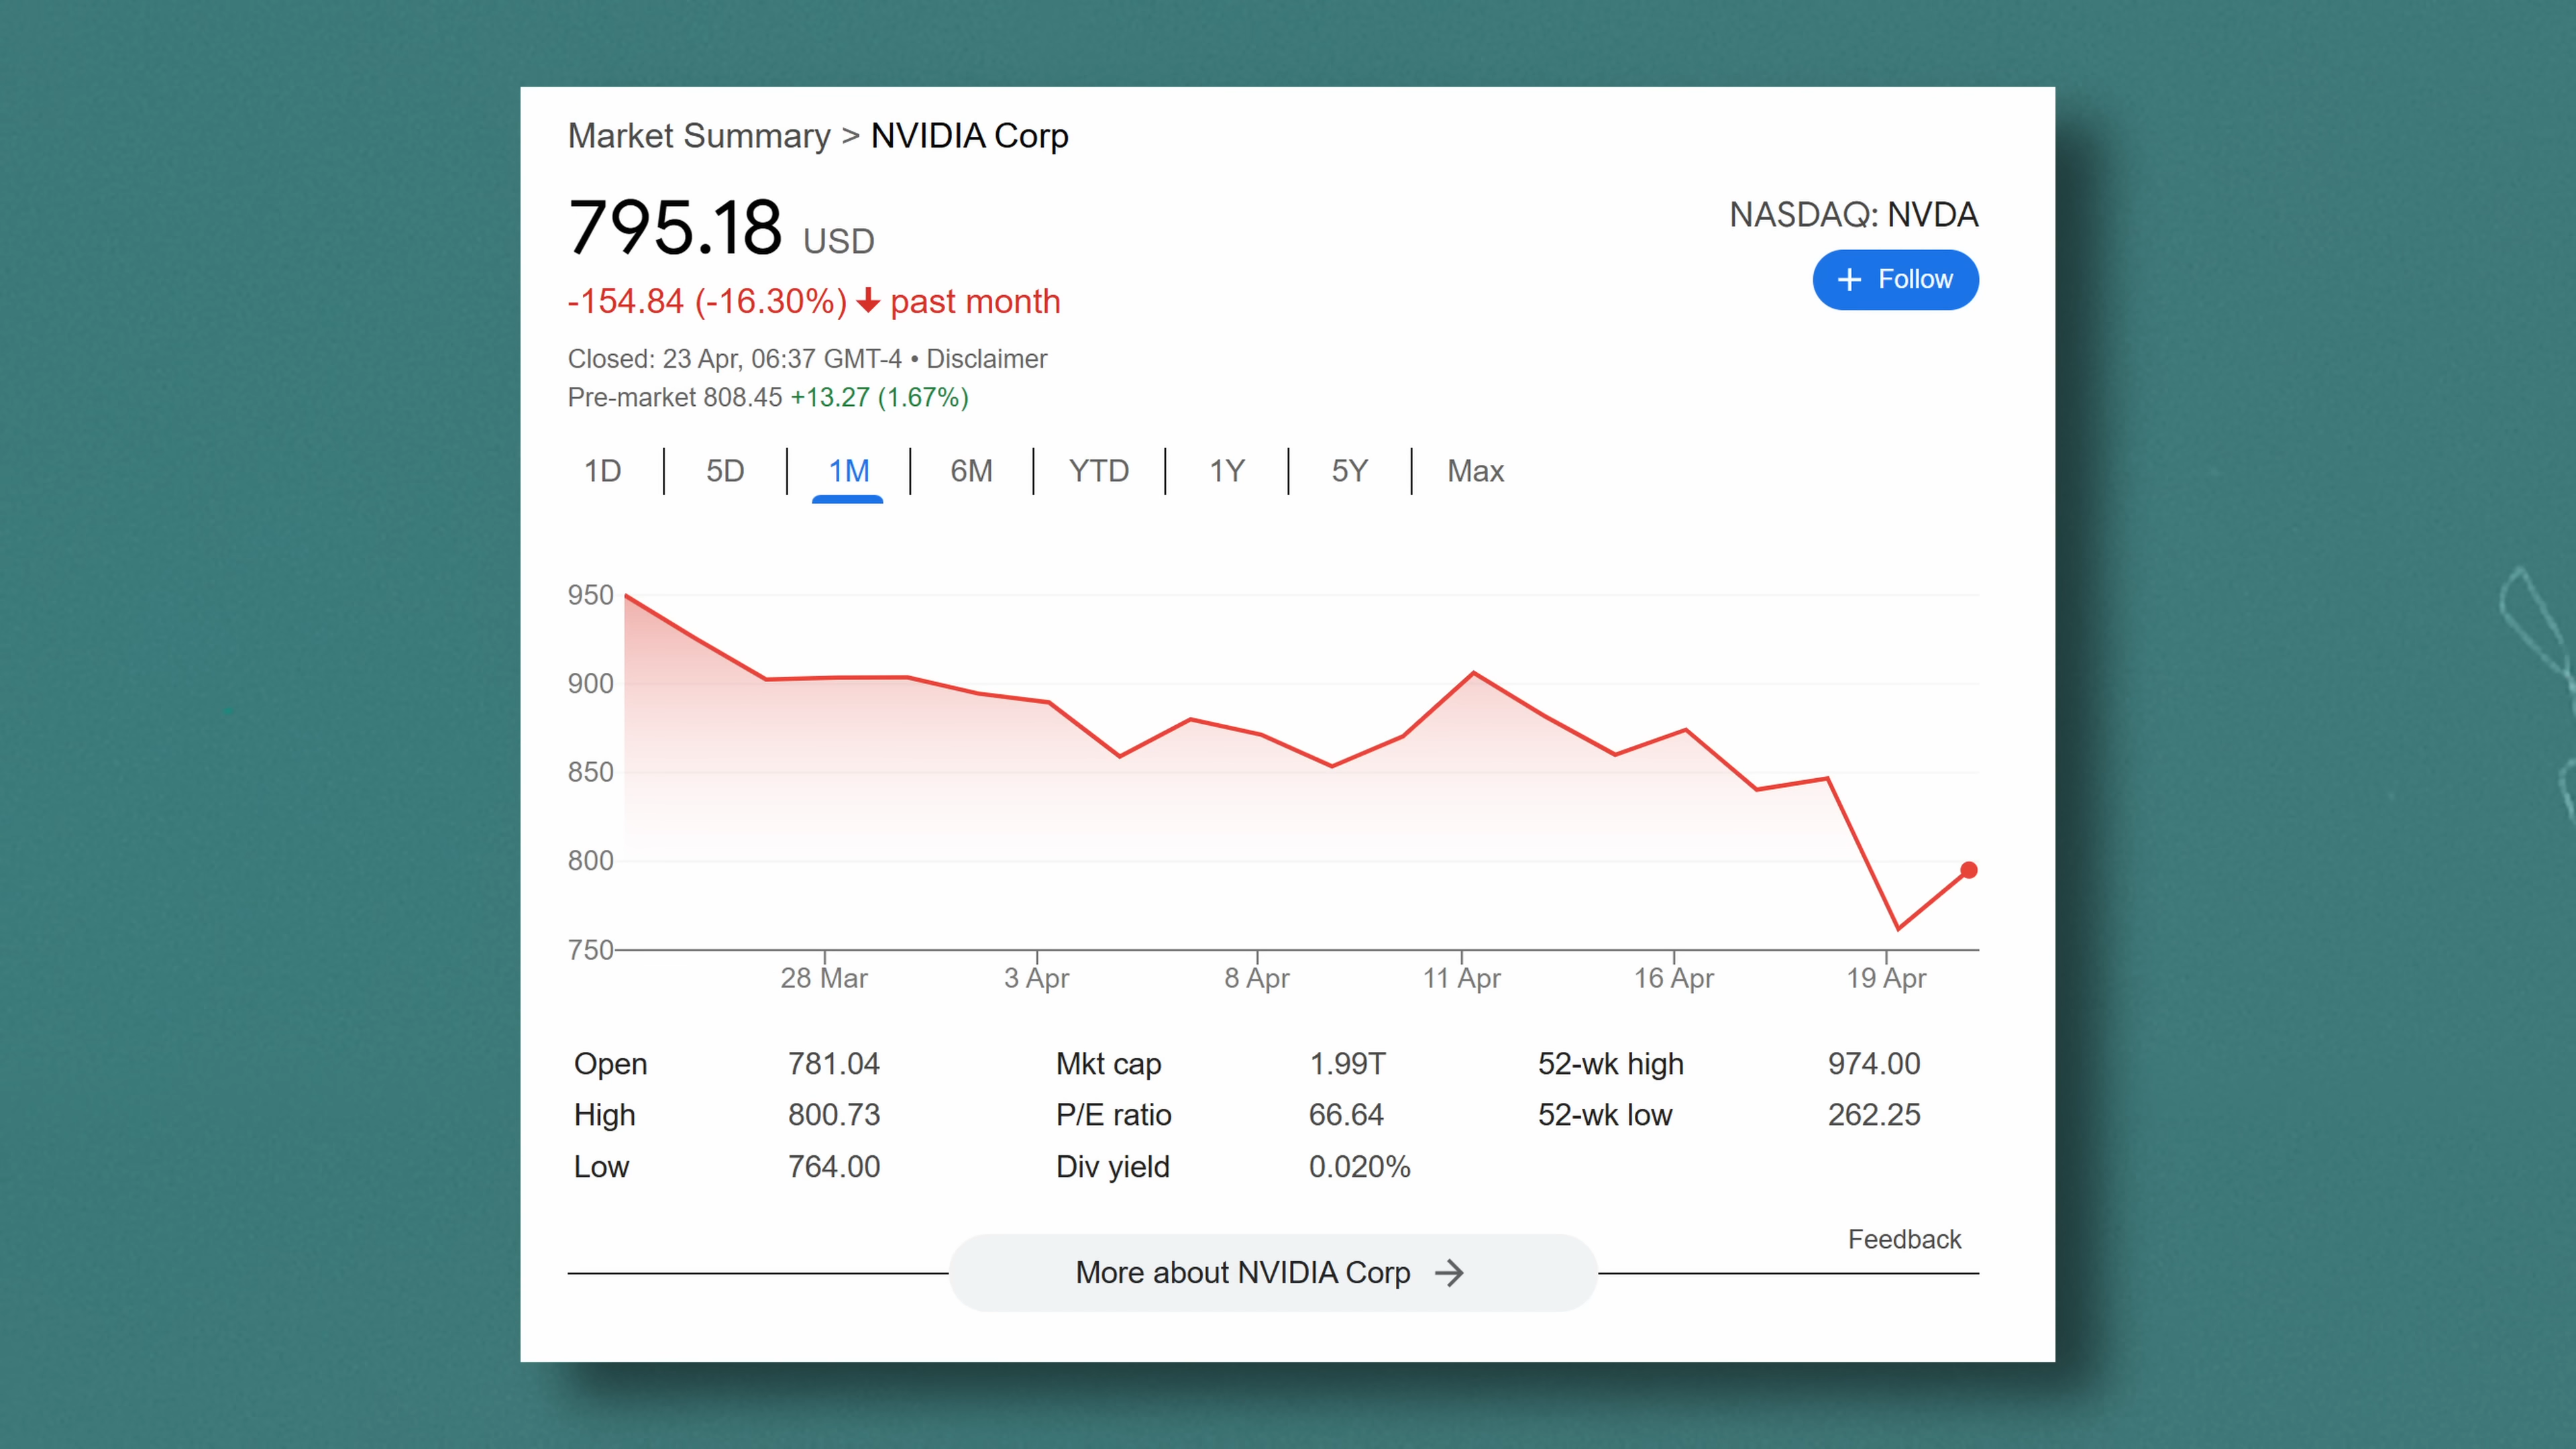 Market Summary > NVIDIA Corp
795.18 USD
NASDAQ: NVDA
-154.84 (-16.30%) ↓ past month
+ Follow
Closed: 23 Apr, 06:37 GMT-4 • Disclaimer
Pre-market 808.45 +13.27 (1.67%)
1D | 5D | 1M | 6M | YTD | 1Y | 5Y | Max
950
900
850
800
750
28 Mar 3 Apr 8 Apr 11 Apr 16 Apr 19 Apr
Open 781.04 Mkt cap 1.99T 52-wk high 974.00
High 800.73 P/E ratio 66.64 52-wk low 262.25
Low 764.00 Div yield 0.020%
Feedback
More about NVIDIA Corp →